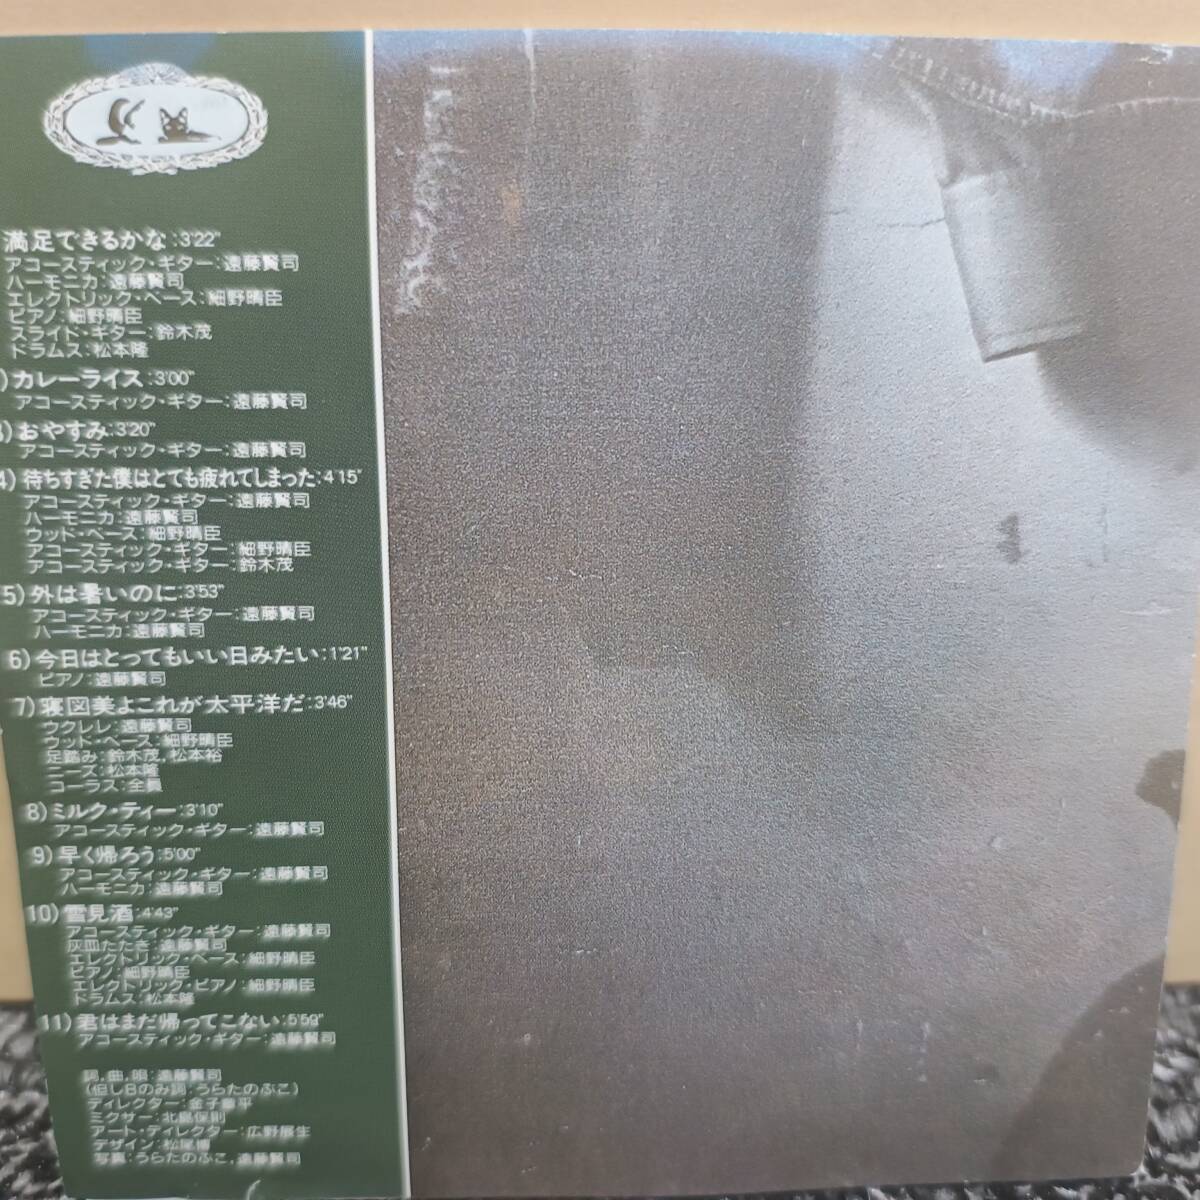 満足できるかな:3'22"
アコースティック・ギター:遠藤賢司
ハーモニカ:遠藤賢司
エレクトリック・ベース:細野晴臣
ピアノ:細野晴臣
スライド・ギター:鈴木茂
ドラムス:松本隆
)カレーライス:3'00"
アコースティック・ギター:遠藤賢司
3)おやすみ:3'20"
アコースティック・ギター:遠藤賢司
4)待ちすぎた僕はとても疲れてしまった:4'15"
アコースティック・ギター:遠藤賢司
ハーモニカ:遠藤賢司
ウッド・ベース:細野晴臣
アコースティック・ギター:細野晴臣
アコースティック・ギター:鈴木茂
5)外は暑いのに:3'53"
アコースティック・ギター:遠藤賢司
ハーモニカ:遠藤賢司
6)今日はとってもいい日みたい:1'21"
ピアノ:遠藤賢司
7)寝図美よこれが太平洋だ:3'46"
ウクレレ:遠藤賢司
ウッド・ベース:細野晴臣
足踏み:鈴木茂,松本裕
ニーズ:松本隆
コーラス:全員
8)ミルク・ティー:3'10"
アコースティック・ギター:遠藤賢司
9)早く帰ろう:5'00"
アコースティック・ギター:遠藤賢司
ハーモニカ:遠藤賢司
10)雪見酒:4'43"
アコースティック・ギター:遠藤賢司
灰皿たたき:遠藤賢司
エレクトリック・ベース:細野晴臣
ピアノ:細野晴臣
エレクトリック・ピアノ:細野晴臣
ドラムス:松本隆
11)君はまだ帰ってこない:5'59"
アコースティック・ギター:遠藤賢司
詞,曲,唄:遠藤賢司
(但し8のみ詞:うらたのぶこ)
ディレクター:金子章平
ミクサー:北島保則
アート・ディレクター:広野展生
デザイン:松尾博
写真:うらたのぶこ,遠藤賢司